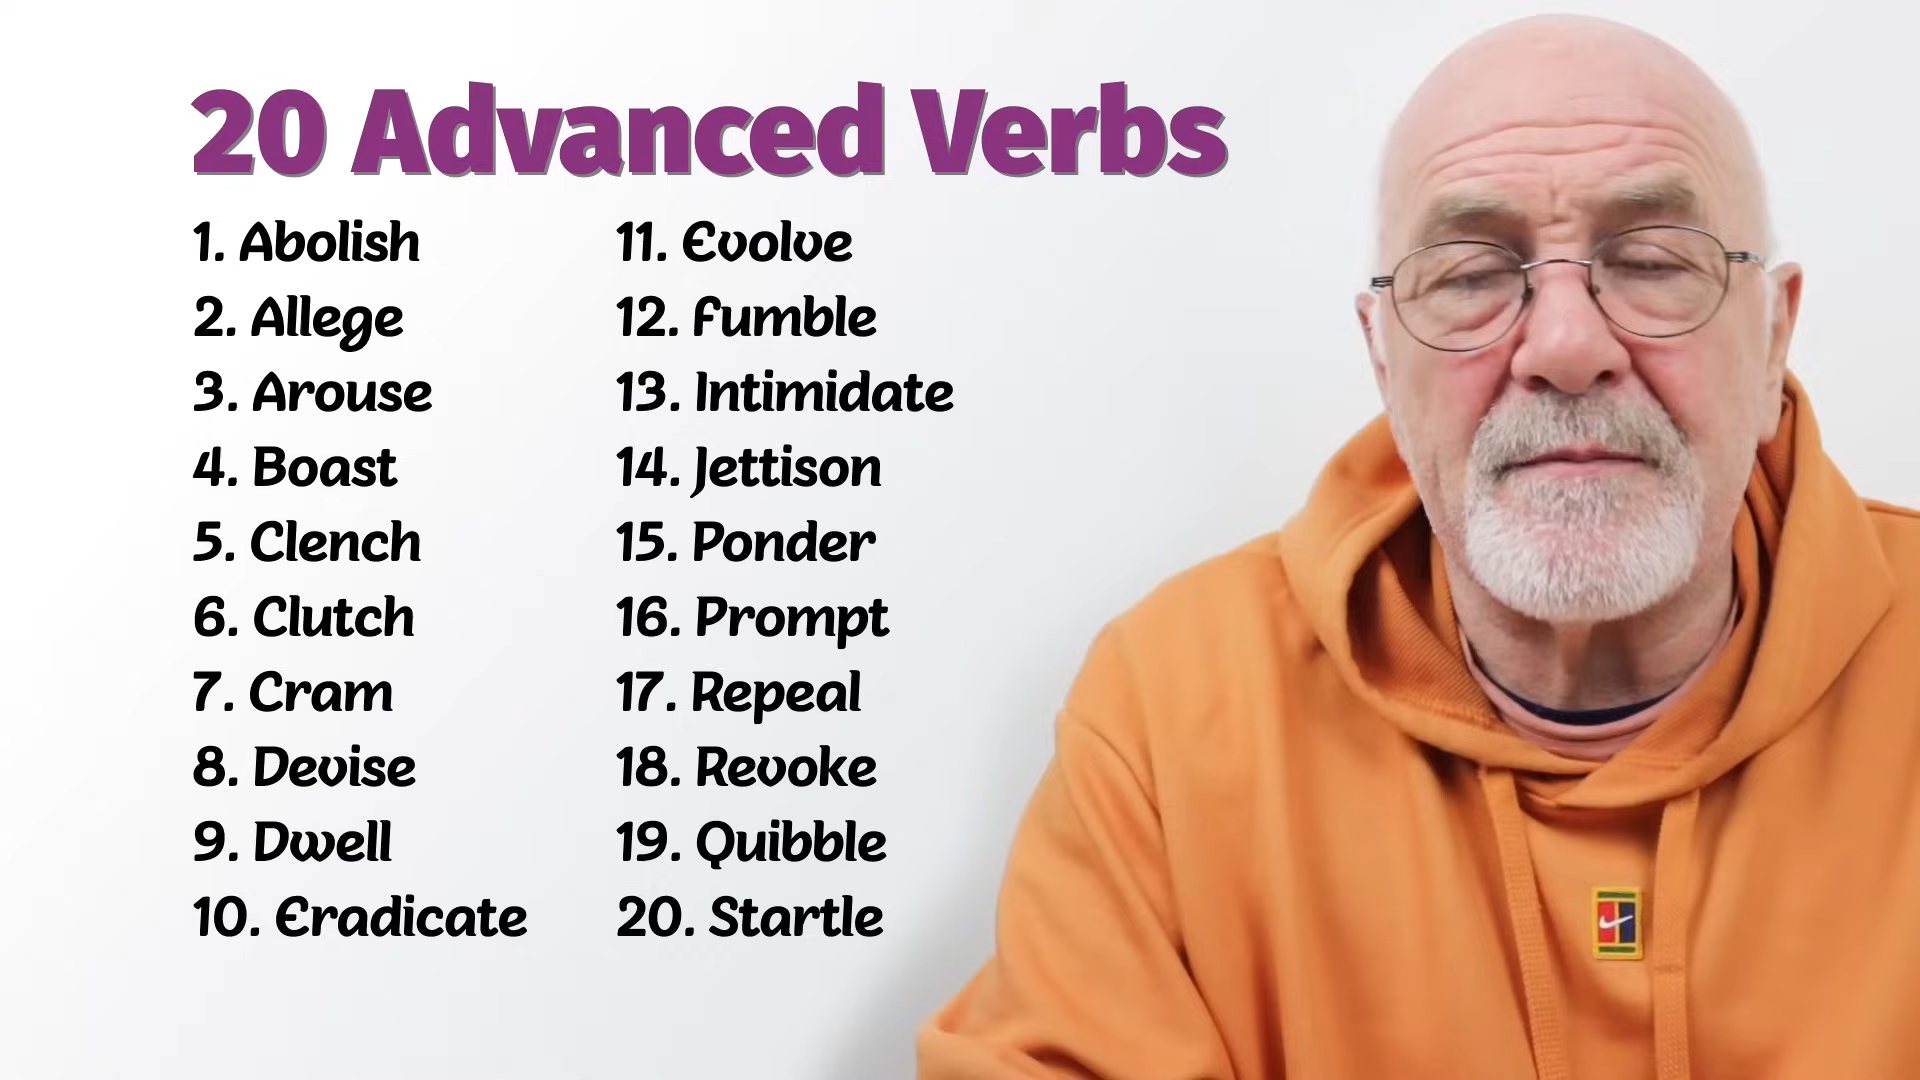 20 Advanced Verbs
1. Abolish
2. Allege
3. Arouse
4. Boast
5. Clench
6. Clutch
7. Cram
8. Devise
9. Dwell
10. Eradicate
11. Evolve
12. Fumble
13. Intimidate
14. Jettison
15. Ponder
16. Prompt
17. Repeal
18. Revoke
19. Quibble
20. Startle